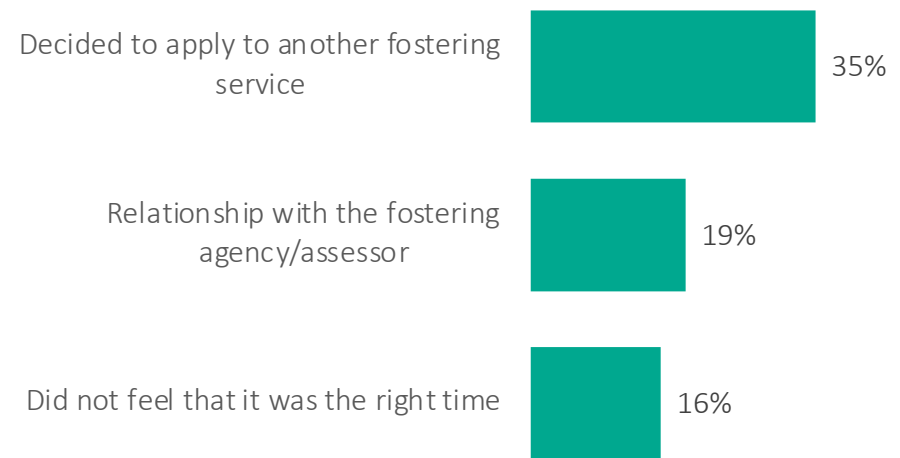 Decided to apply to another fostering
service
35%
Relationship with the fostering
agency/assessor
19%
Did not feel that it was the right time
16%